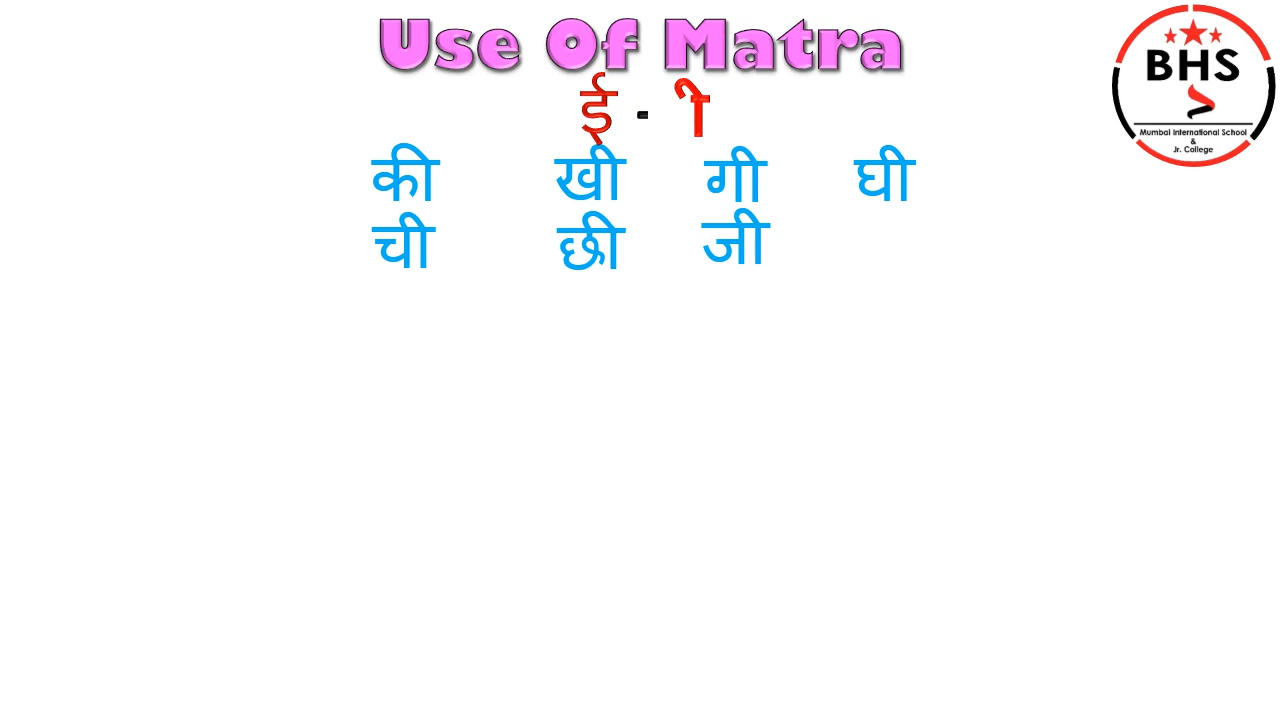 Use Of Matra
ई - ी
की खी गी घी
ची छी जी
BHS
Mumbai International School
&
Jr. College